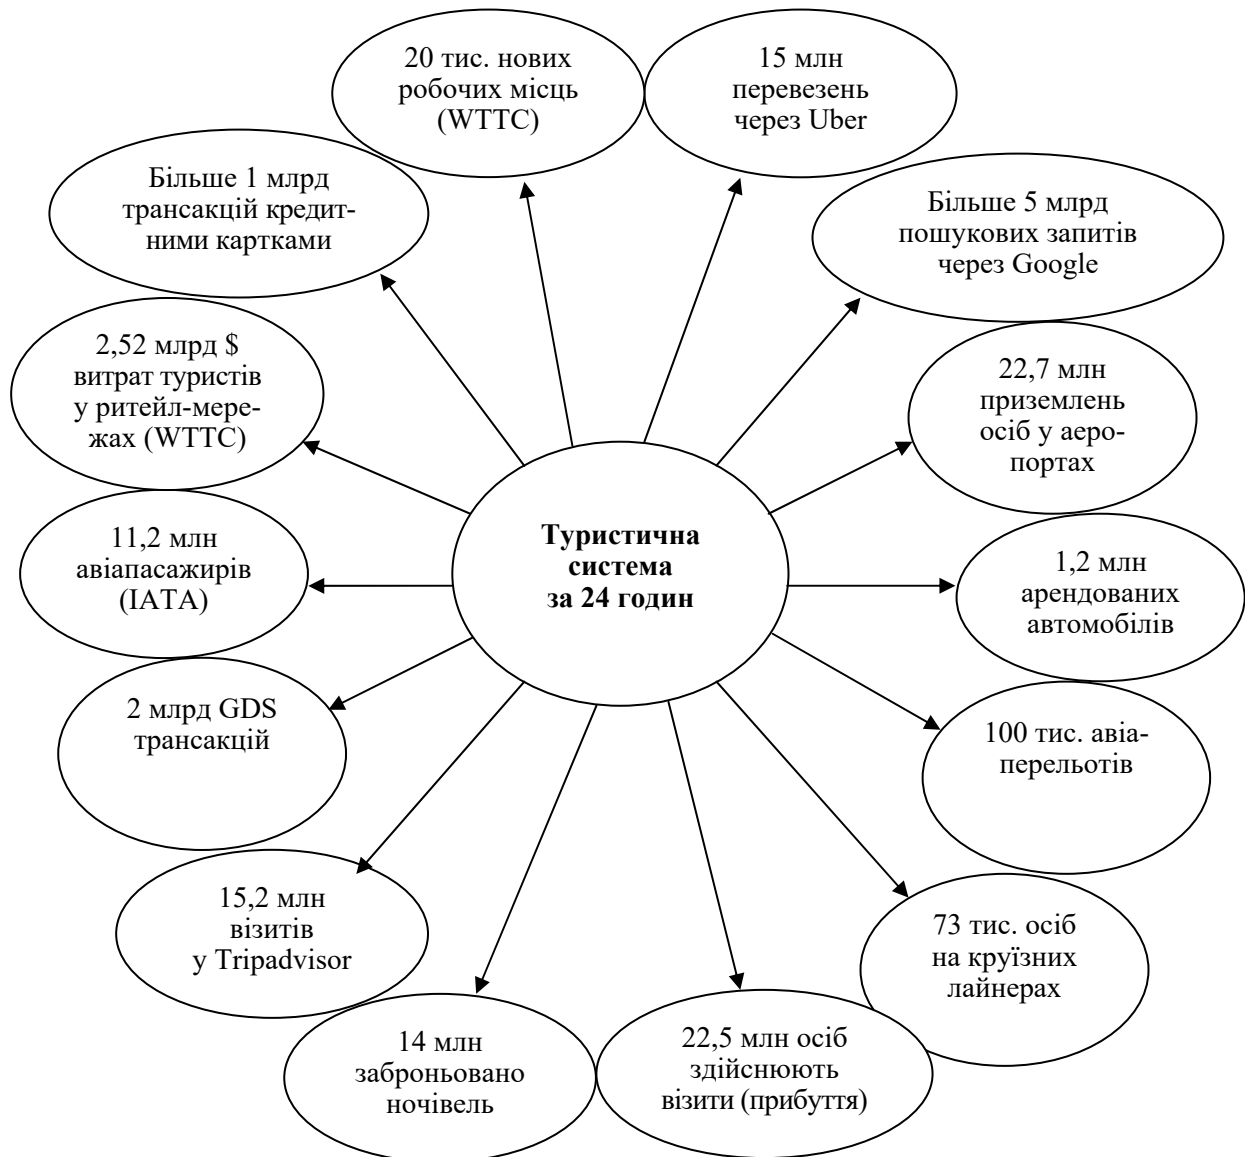 20 тис. нових
робочих місць
(WTTC)
15 млн
перевезень
через Uber
Більше 1 млрд
трансакцій кредит-
ними картками
Більше 5 млрд
пошукових запитів
через Google
2,52 млрд $
витрат туристів
у ритейл-мере-
жах (WTTC)
22,7 млн
приземлень
осіб у аеро-
портах
Туристична
система
за 24 годин
11,2 млн
авіапасажирів
(IATA)
1,2 млн
арендованих
автомобілів
2 млрд GDS
трансакцій
100 тис. авіа-
перельотів
15,2 млн
візитів
у Tripadvisor
73 тис. осіб
на круїзних
лайнерах
14 млн
заброньовано
ночівель
22,5 млн осіб
здійснюють
візити (прибуття)